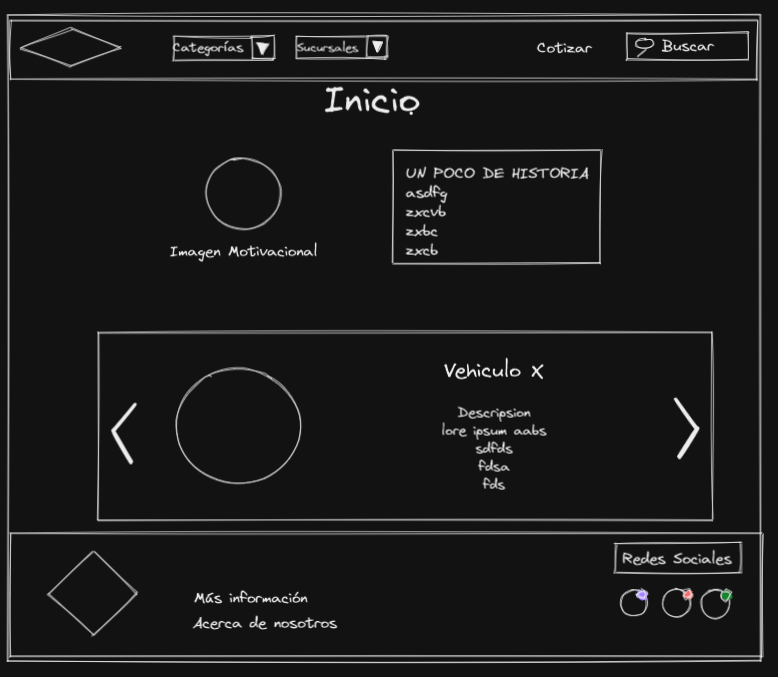 Categorías
Sucursales
Cotizar
Buscar
Inicio
Imagen Motivacional
UN POCO DE HISTORIA
asdfg
zxcvb
zxbc
zxcb
Vehiculo X
Descripsion
lore ipsum aabs
sdfds
fdsa
fds
Más información
Acerca de nosotros
Redes Sociales